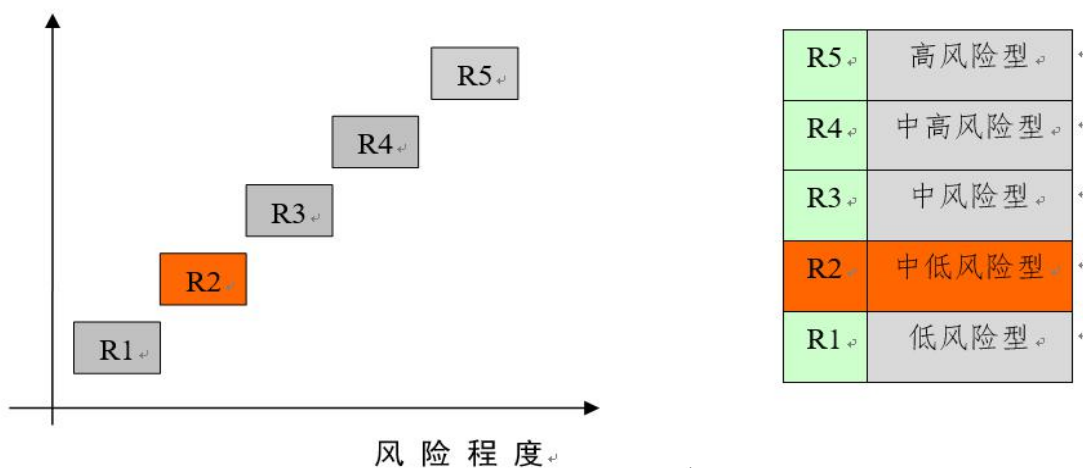 R5
R4
R3
R2
R1
风险程度
R5 高风险型
R4 中高风险型
R3 中风险型
R2 中低风险型
R1 低风险型